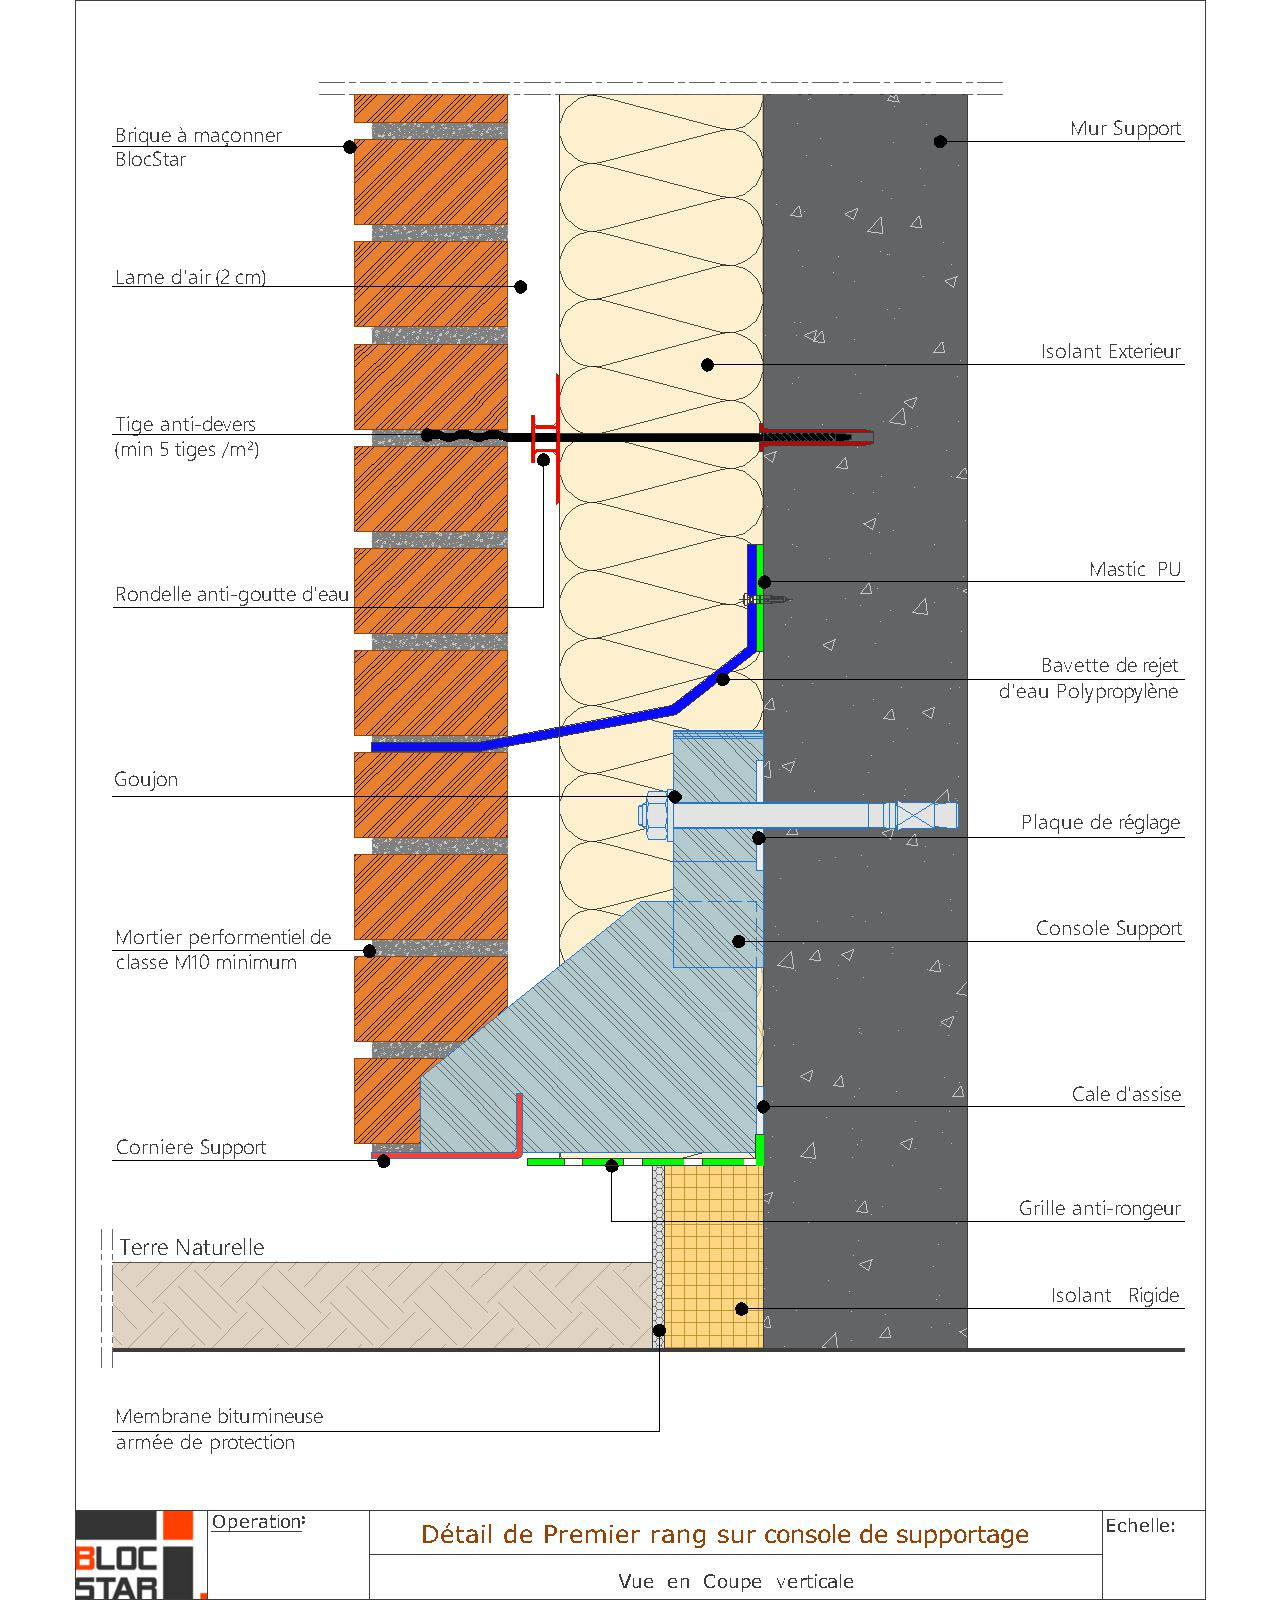 Brique à maçonner
BlocStar
Mur Support
Lame d'air (2 cm)
Isolant Exterieur
Tige anti-devers
(min 5 tiges /m²)
Rondelle anti-goutte d'eau
Mastic PU
Bavette de rejet
d'eau Polypropylène
Goujon
Plaque de réglage
Mortier performentiel de
classe M10 minimum
Console Support
Cale d'assise
Corniere Support
Grille anti-rongeur
Terre Naturelle
Isolant Rigide
Membrane bitumineuse
armée de protection
BLOC
STAR.
Operation:
Détail de Premier rang sur console de supportage
Vue en Coupe verticale
Echelle: